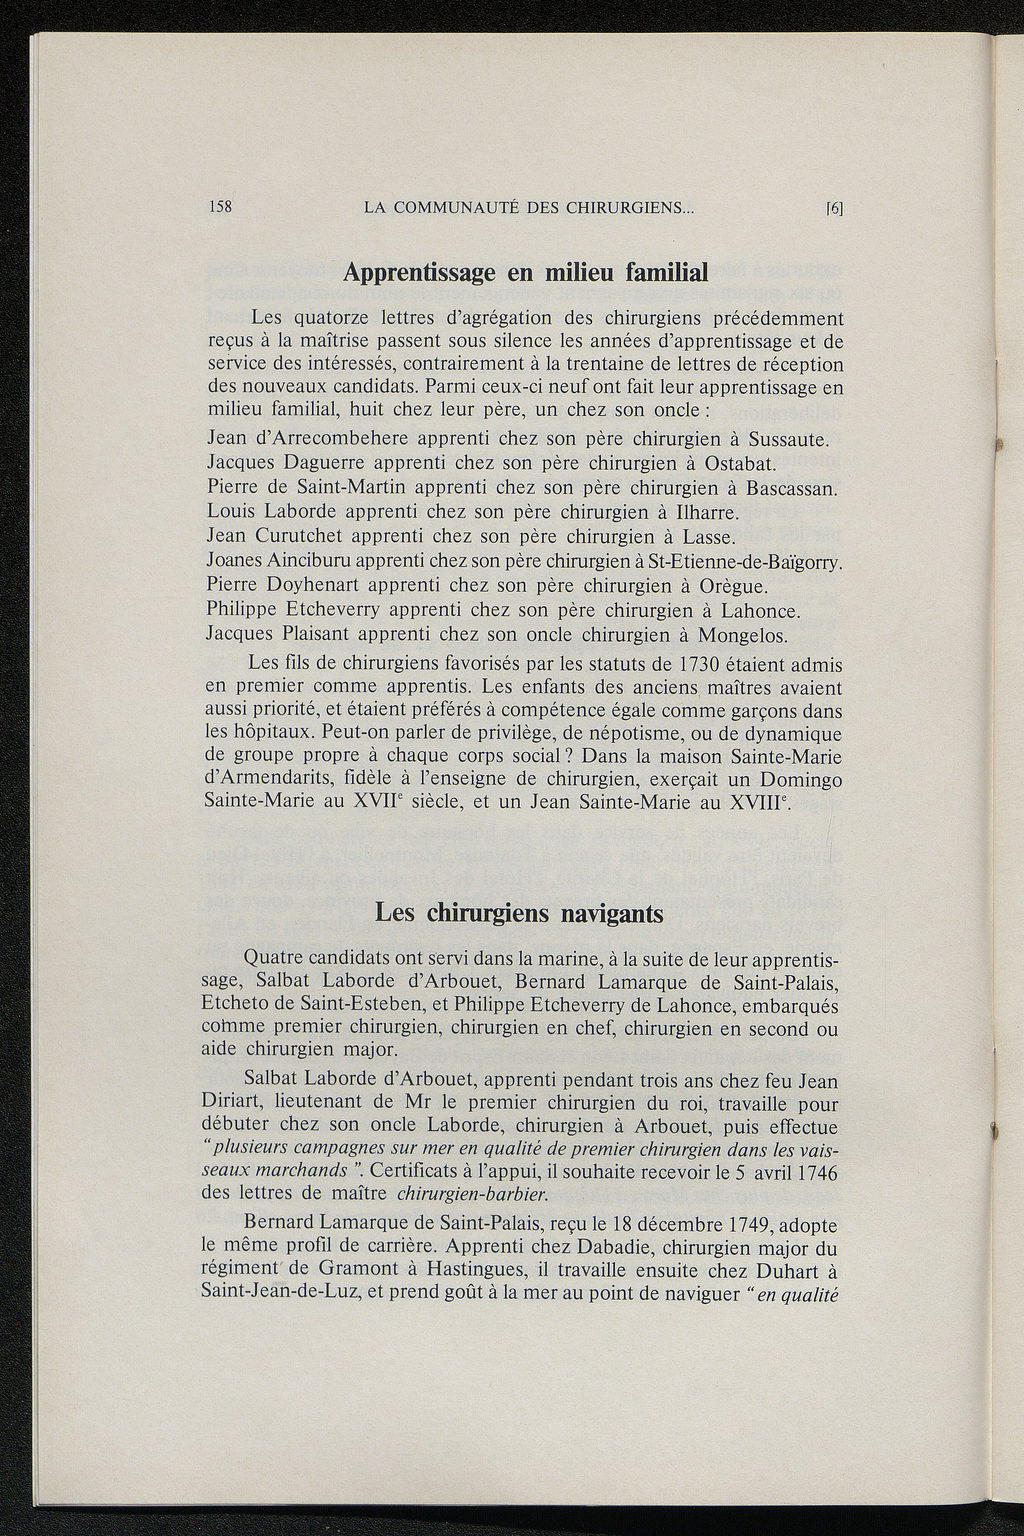 158
LA COMMUNAUTÉ DES CHIRURGIENS...
[6]
Apprentissage en milieu familial
Les quatorze lettres d'agrégation des chirurgiens précédemment
reçus à la maîtrise passent sous silence les années d'apprentissage et de
service des intéressés, contrairement à la trentaine de lettres de réception
des nouveaux candidats. Parmi ceux-ci neuf ont fait leur apprentissage en
milieu familial, huit chez leur père, un chez son oncle :
Jean d'Arrecombehere apprenti chez son père chirurgien à Sussaute.
Jacques Daguerre apprenti chez son père chirurgien à Ostabat.
Pierre de Saint-Martin apprenti chez son père chirurgien à Bascassan.
Louis Laborde apprenti chez son père chirurgien à Ilharre.
Jean Curutchet apprenti chez son père chirurgien à Lasse.
Joanes Ainciburu apprenti chez son père chirurgien à St-Etienne-de-Baïgorry.
Pierre Doyhenart apprenti chez son père chirurgien à Orègue.
Philippe Etcheverry apprenti chez son père chirurgien à Lahonce.
Jacques Plaisant apprenti chez son oncle chirurgien à Mongelos.
Les fils de chirurgiens favorisés par les statuts de 1730 étaient admis
en premier comme apprentis. Les enfants des anciens maîtres avaient
aussi priorité, et étaient préférés à compétence égale comme garçons dans
les hôpitaux. Peut-on parler de privilège, de népotisme, ou de dynamique
de groupe propre à chaque corps social ? Dans la maison Sainte-Marie
d'Armendarits, fidèle à l'enseigne de chirurgien, exerçait un Domingo
Sainte-Marie au XVIIe siècle, et un Jean Sainte-Marie au XVIIIe.
Les chirurgiens navigants
Quatre candidats ont servi dans la marine, à la suite de leur apprentis-
sage, Salbat Laborde d'Arbouet, Bernard Lamarque de Saint-Palais,
Etcheto de Saint-Esteben, et Philippe Etcheverry de Lahonce, embarqués
comme premier chirurgien, chirurgien en chef, chirurgien en second ou
aide chirurgien major.
Salbat Laborde d'Arbouet, apprenti pendant trois ans chez feu Jean
Diriart, lieutenant de Mr le premier chirurgien du roi, travaille pour
débuter chez son oncle Laborde, chirurgien à Arbouet, puis effectue
"plusieurs campagnes sur mer en qualité de premier chirurgien dans les vais-
seaux marchands ". Certificats à l'appui, il souhaite recevoir le 5 avril 1746
des lettres de maître chirurgien-barbier.
Bernard Lamarque de Saint-Palais, reçu le 18 décembre 1749, adopte
le même profil de carrière. Apprenti chez Dabadie, chirurgien major du
régiment de Gramont à Hastingues, il travaille ensuite chez Duhart à
Saint-Jean-de-Luz, et prend goût à la mer au point de naviguer "en qualité